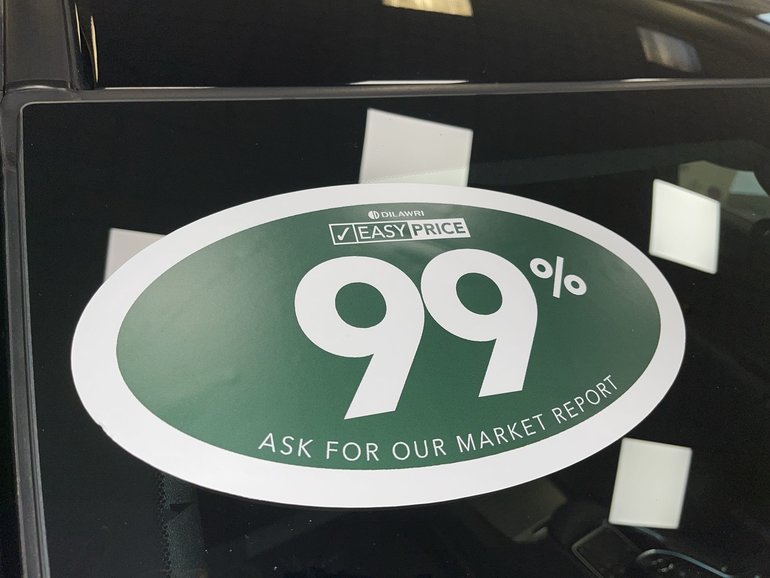 DILAWRI
✓ EASY PRICE
99%
ASK FOR OUR MARKET REPORT